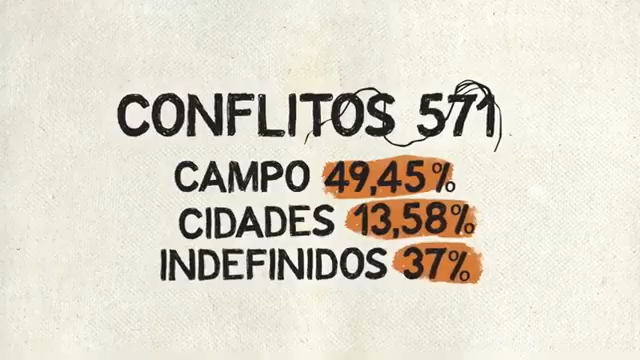 CONFLITOS 571
CAMPO 49,45%
CIDADES 13,58%
INDEFINIDOS 37%